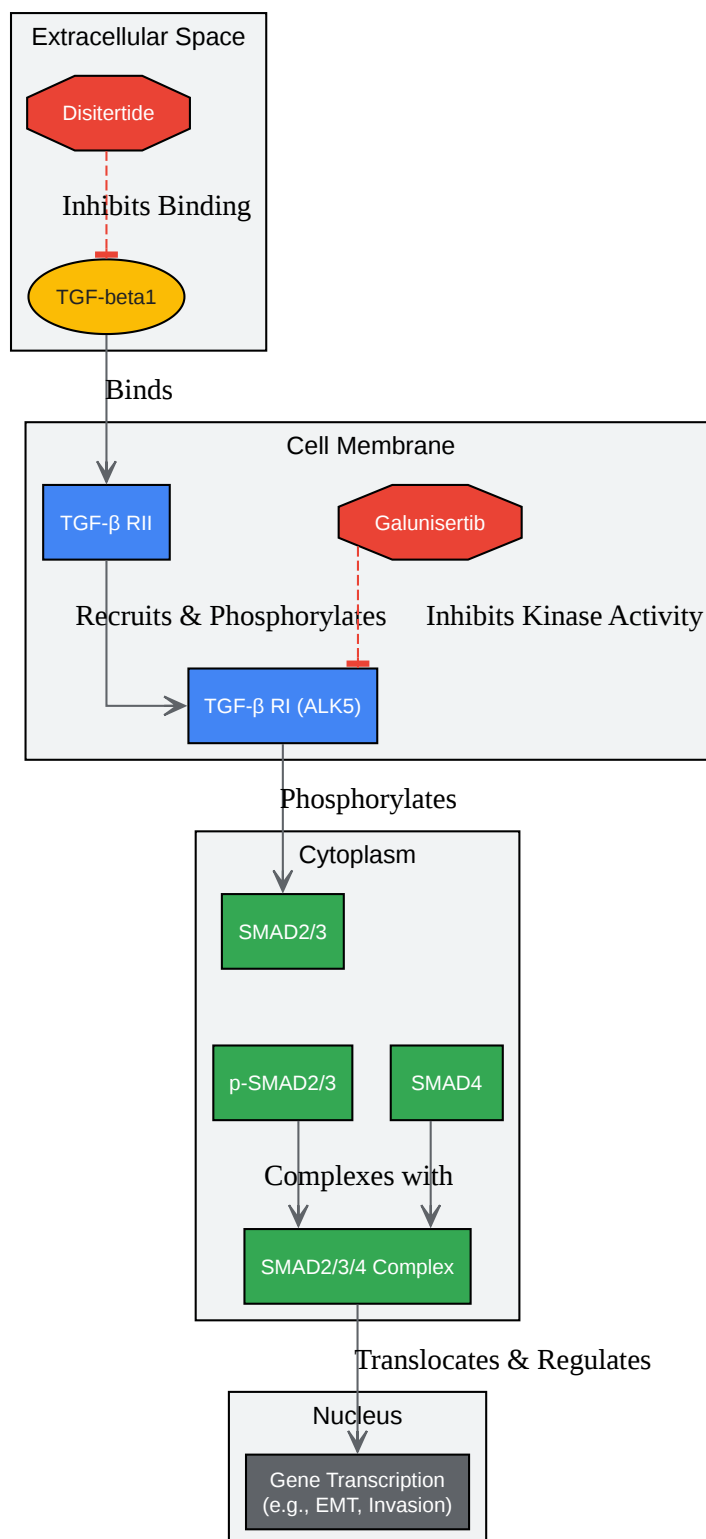 Extracellular Space
Disitertide
Inhibits Binding
TGF-beta1
Binds
Cell Membrane
TGF-β RII
Galunisertib
Recruits & Phosphorylates
Inhibits Kinase Activity
TGF-β RI (ALK5)
Phosphorylates
Cytoplasm
SMAD2/3
p-SMAD2/3
SMAD4
Complexes with
SMAD2/3/4 Complex
Translocates & Regulates
Nucleus
Gene Transcription
(e.g., EMT, Invasion)